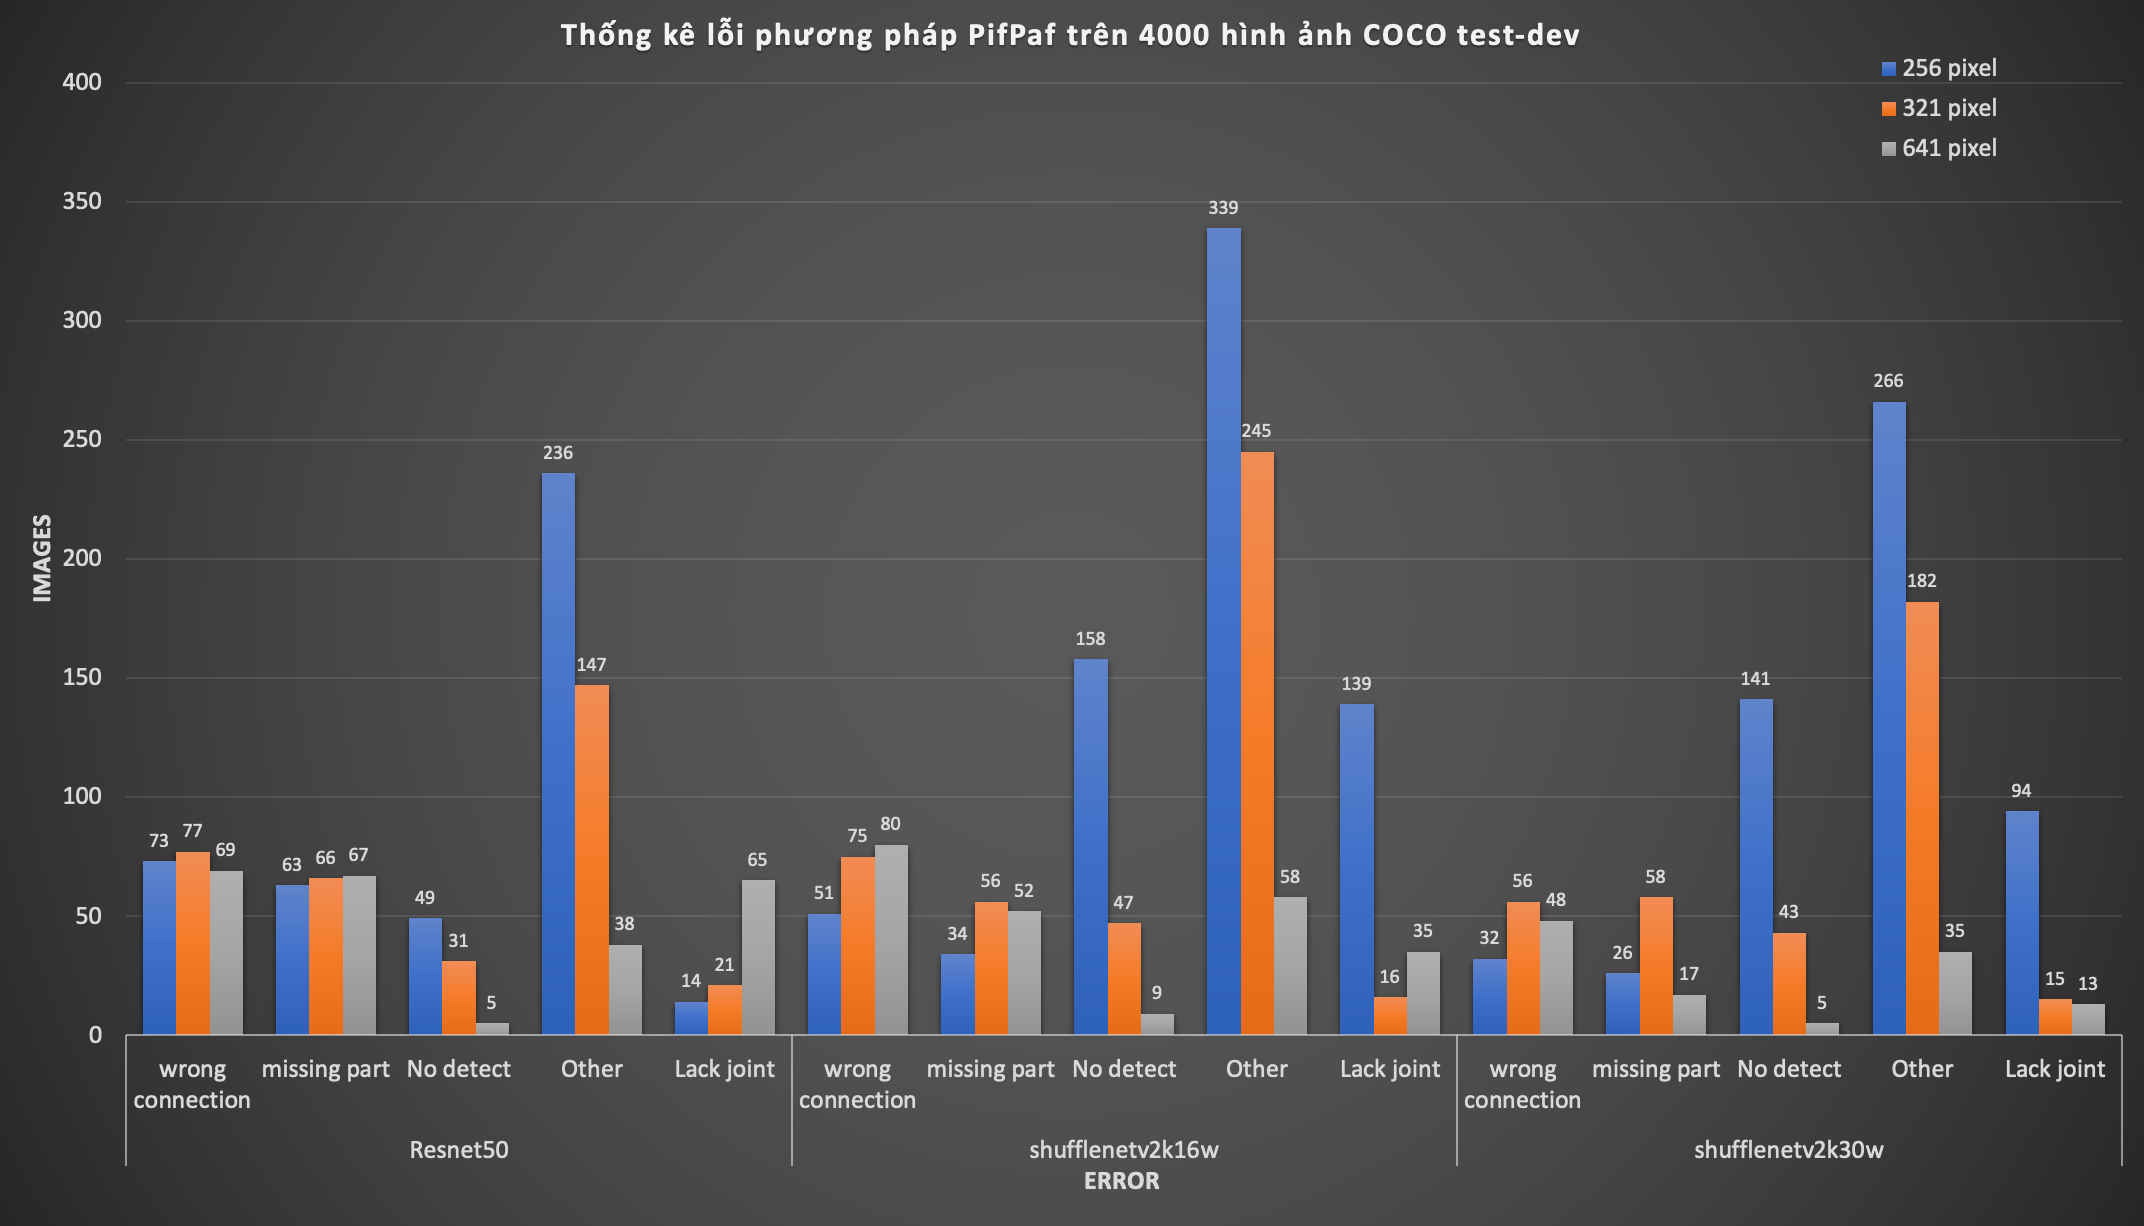 Thống kê lỗi phương pháp PifPaf trên 4000 hình ảnh COCO test-dev
256 pixel
321 pixel
641 pixel
400
350
300
250
200
150
100
50
0
IMAGES
73 77 69
63 66 67
49 31 5
236 147 38
14 21 65
51 75 80
34 56 52
158 47 9
339 245 58
139 16 35
32 56 48
26 58 17
141 43 5
266 182 35
94 15 13
wrong missing part No detect Other Lack joint wrong missing part No detect Other Lack joint wrong missing part No detect Other Lack joint
connection connection connection
Resnet50 shufflenetv2k16w shufflenetv2k30w
ERROR